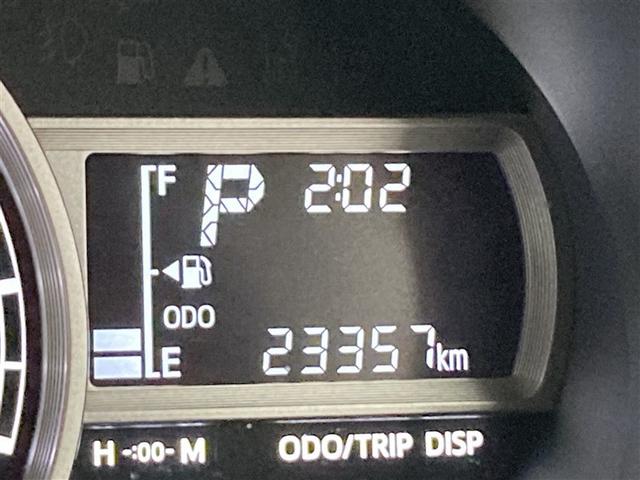 F P 2:02
ODO
E 23357km
H -:00- M ODO/TRIP DISP